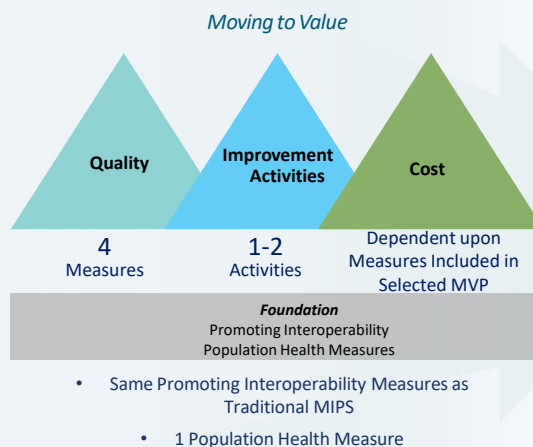 Moving to Value
Quality
Improvement
Activities
Cost
4
Measures
1-2
Activities
Dependent upon
Measures Included in
Selected MVP
Foundation
Promoting Interoperability
Population Health Measures
• Same Promoting Interoperability Measures as
Traditional MIPS
• 1 Population Health Measure